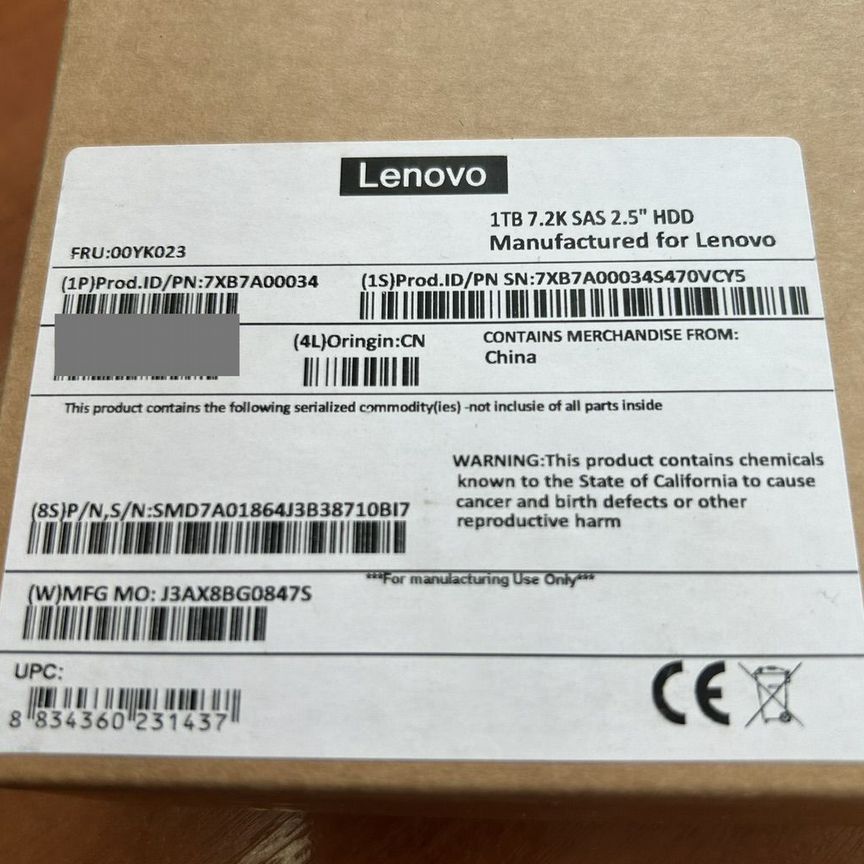 Lenovo
1TB 7.2K SAS 2.5" HDD
Manufactured for Lenovo
FRU:00YK023
(1P)Prod.ID/PN:7XB7A00034
(1S)Prod.ID/PN SN:7XB7A00034S470VCY5
(4L)Oringin:CN
CONTAINS MERCHANDISE FROM:
China
This product contains the following serialized commodity(ies) -not inclusie of all parts inside
WARNING:This product contains chemicals
known to the State of California to cause
cancer and birth defects or other
reproductive harm
(8S)P/N,S/N:SMD7A01864J3B38710BI7
***For manufacturing Use Only***
(W)MFG MO: J3AX8BG0847S
UPC:
8 834360 231437
CE